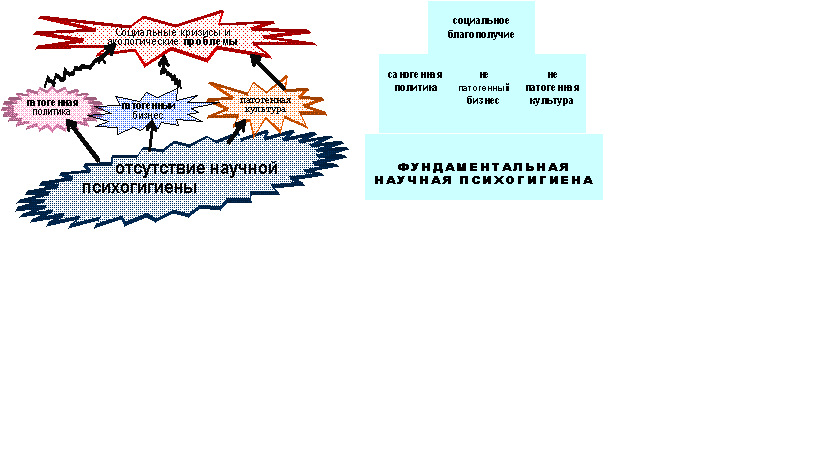 Социальные кризисы и
экологические проблемы
патогенная
политика
патогенный
бизнес
патогенная
культура
отсутствие научной
психогигиены
социальное
благополучие
саногенная
политика
не
патогенный
бизнес
не
патогенная
культура
ФУНДАМЕНТАЛЬНАЯ
НАУЧНАЯ ПСИХОГИГИЕНА